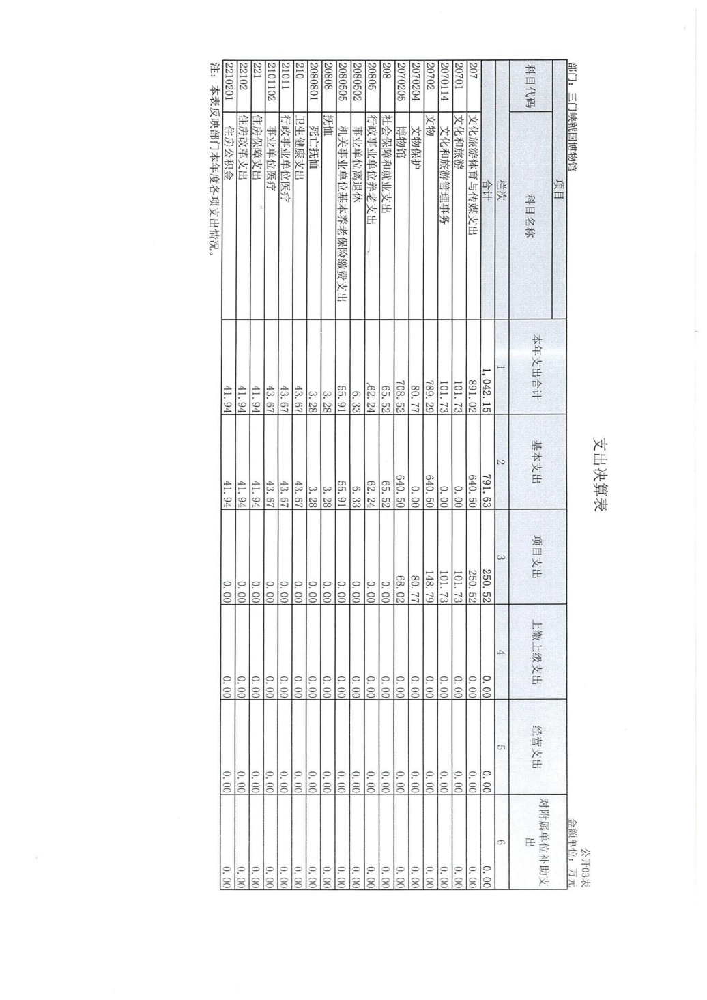 支出决算表
公开03表
部门：三门峡虢国博物馆 金额单位：万元
项目 本年支出合计 基本支出 项目支出 上缴上级支出 经营支出 对附属单位补助支出
科目代码 科目名称
栏次 1 2 3 4 5 6
合计 1,042.15 791.63 250.52 0.00 0.00 0.00
207 文化旅游体育与传媒支出 891.02 640.50 250.52 0.00 0.00 0.00
20701 文化和旅游 101.73 0.00 101.73 0.00 0.00 0.00
2070114 文化和旅游管理事务 101.73 0.00 101.73 0.00 0.00 0.00
20702 文物 789.29 640.50 148.79 0.00 0.00 0.00
2070204 文物保护 80.77 0.00 80.77 0.00 0.00 0.00
2070205 博物馆 708.52 640.50 68.02 0.00 0.00 0.00
208 社会保障和就业支出 65.52 65.52 0.00 0.00 0.00 0.00
20805 行政事业单位养老支出 62.24 62.24 0.00 0.00 0.00 0.00
2080502 事业单位离退休 6.33 6.33 0.00 0.00 0.00 0.00
2080505 机关事业单位基本养老保险缴费支出 55.91 55.91 0.00 0.00 0.00 0.00
20808 抚恤 3.28 3.28 0.00 0.00 0.00 0.00
2080801 死亡抚恤 3.28 3.28 0.00 0.00 0.00 0.00
210 卫生健康支出 43.67 43.67 0.00 0.00 0.00 0.00
21011 行政事业单位医疗 43.67 43.67 0.00 0.00 0.00 0.00
2101102 事业单位医疗 43.67 43.67 0.00 0.00 0.00 0.00
221 住房保障支出 41.94 41.94 0.00 0.00 0.00 0.00
22102 住房改革支出 41.94 41.94 0.00 0.00 0.00 0.00
2210201 住房公积金 41.94 41.94 0.00 0.00 0.00 0.00
注：本表反映部门本年度各项支出情况。